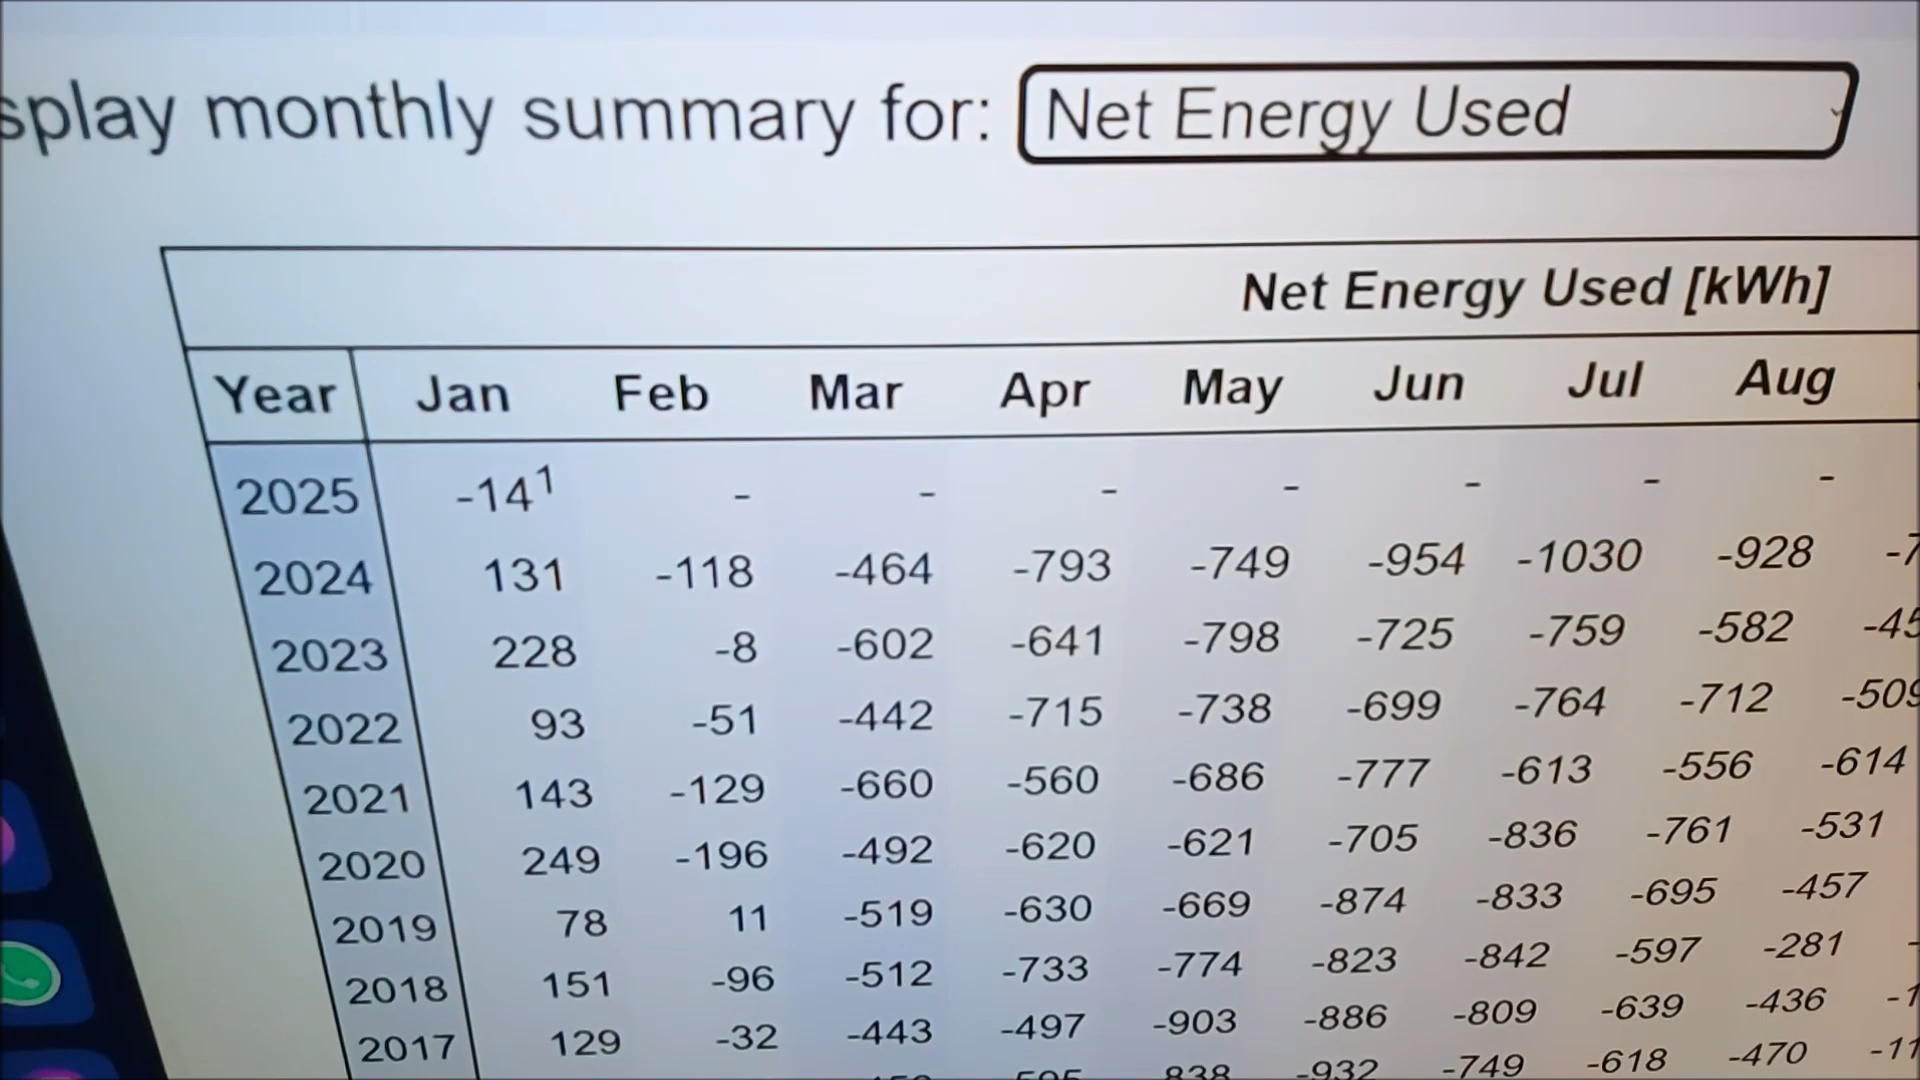 splay monthly summary for: Net Energy Used
Net Energy Used [kWh]
Year Jan Feb Mar Apr May Jun Jul Aug
2025 -14¹ - - - - - - -
2024 131 -118 -464 -793 -749 -954 -1030 -928 -7
2023 228 -8 -602 -641 -798 -725 -759 -582 -45
2022 93 -51 -442 -715 -738 -699 -764 -712 -509
2021 143 -129 -660 -560 -686 -777 -613 -556 -614
2020 249 -196 -492 -620 -621 -705 -836 -761 -531
2019 78 11 -519 -630 -669 -874 -833 -695 -457
2018 151 -96 -512 -733 -774 -823 -842 -597 -281 -
2017 129 -32 -443 -497 -903 -886 -809 -639 -436 -1
838 -932 -749 -618 -470 -11